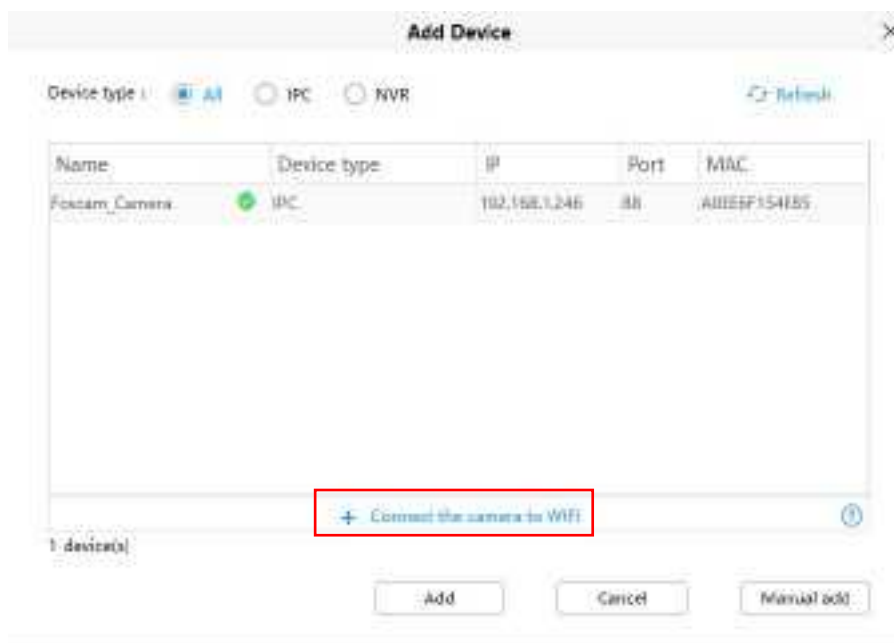 Add Device
Device type : All IPC NVR Refresh
Name Device type IP Port MAC
Foscam_Camera IPC 192.168.1.246 88
+ Connect the camera to WIFI
1 device(s)
Add Cancel Manual add